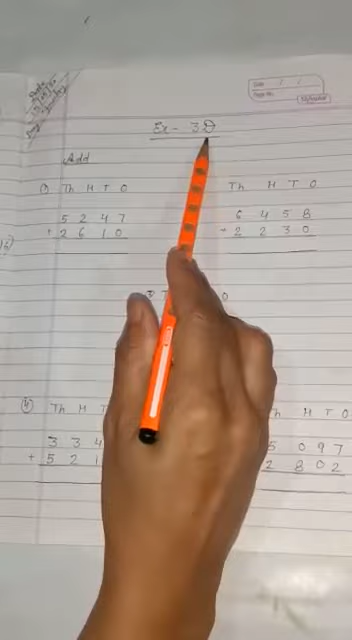 Date / /
Page No.
Ex - 3D
Add
① Th H T O
5 2 4 7
+ 2 6 1 0
Th H T O
6 4 5 8
+ 2 2 3 0
③ T O
④ Th H T
3 3 4
+ 5 2 1
Th H T O
5 0 9 7
2 8 0 2